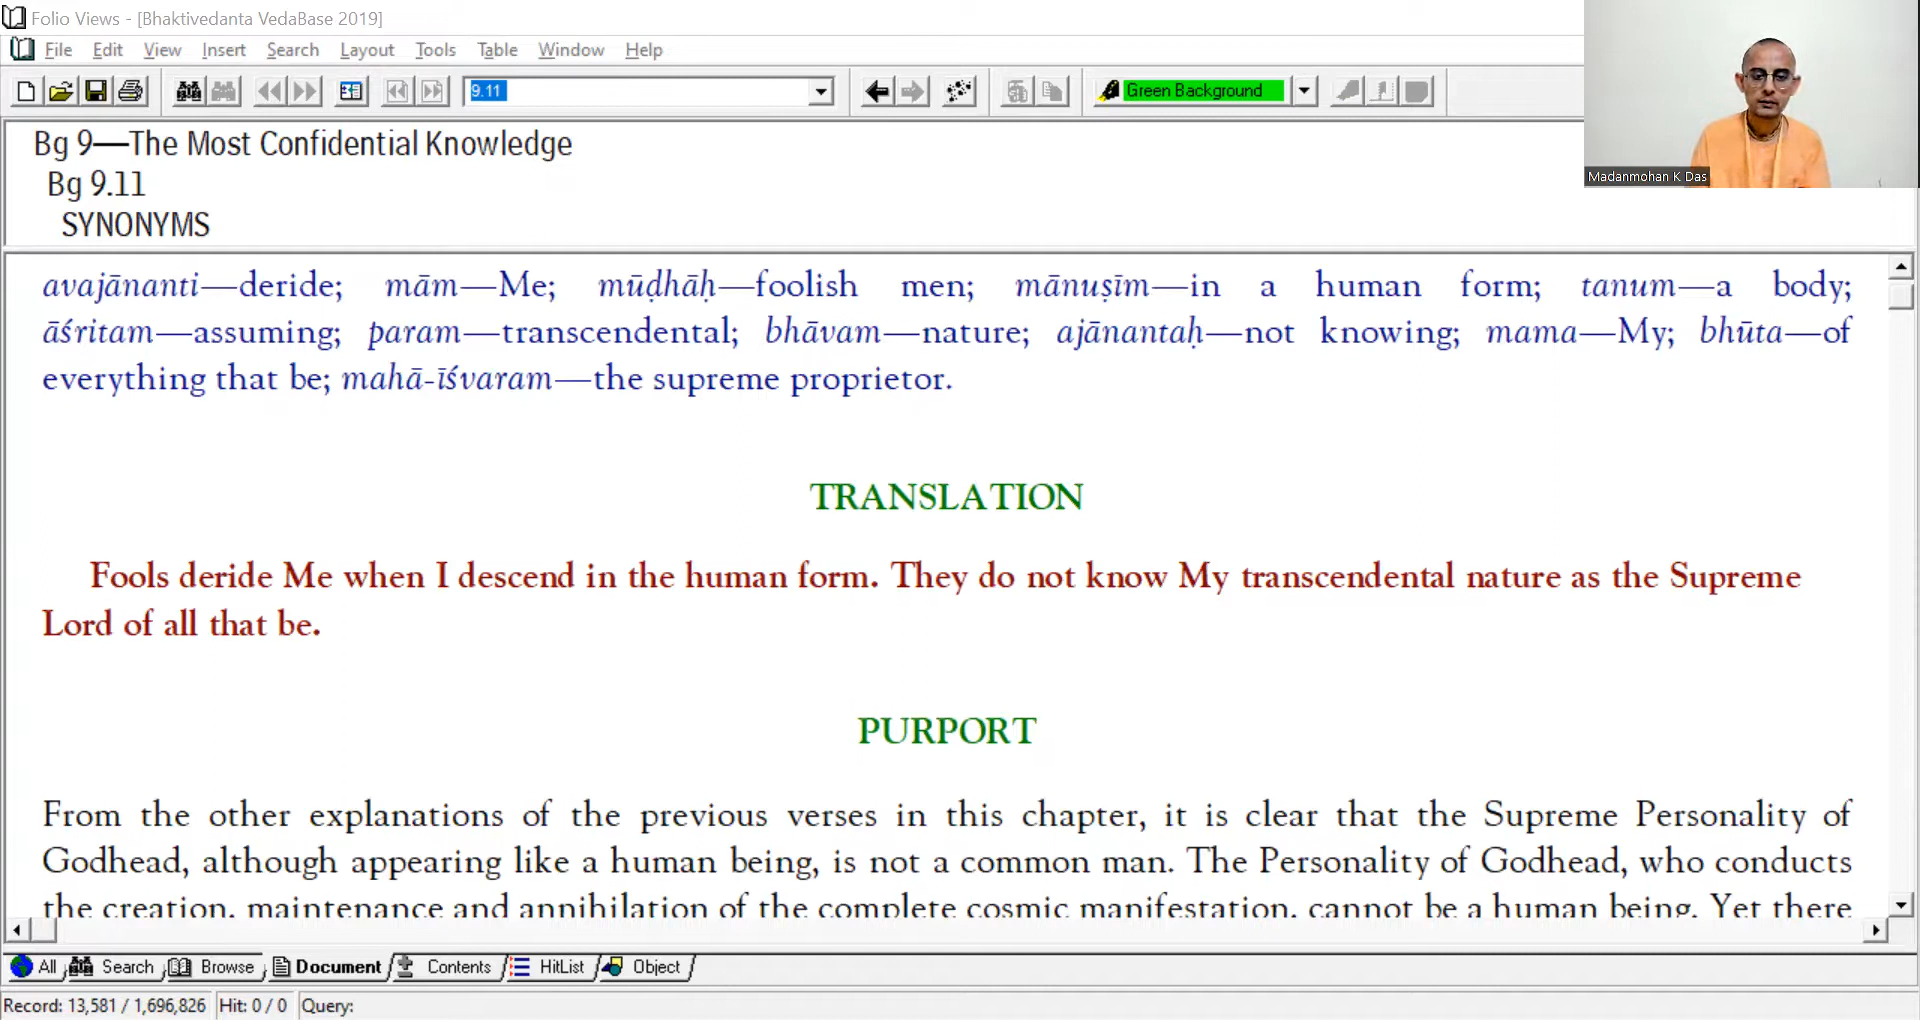 Folio Views - [Bhaktivedanta VedaBase 2019]
File Edit View Insert Search Layout Tools Table Window Help
9.11 Green Background
Madanmohan K Das
Bg 9—The Most Confidential Knowledge
Bg 9.11
SYNONYMS
avajānanti—deride; mām—Me; mūḍhāḥ—foolish men; mānuṣīm—in a human form; tanum—a body;
āśritam—assuming; param—transcendental; bhāvam—nature; ajānantaḥ—not knowing; mama—My; bhūta—of
everything that be; mahā-īśvaram—the supreme proprietor.
TRANSLATION
Fools deride Me when I descend in the human form. They do not know My transcendental nature as the Supreme
Lord of all that be.
PURPORT
From the other explanations of the previous verses in this chapter, it is clear that the Supreme Personality of
Godhead, although appearing like a human being, is not a common man. The Personality of Godhead, who conducts
the creation, maintenance and annihilation of the complete cosmic manifestation, cannot be a human being. Yet there
All Search Browse Document Contents HitList Object
Record: 13,581 / 1,696,826 Hit: 0 / 0 Query: